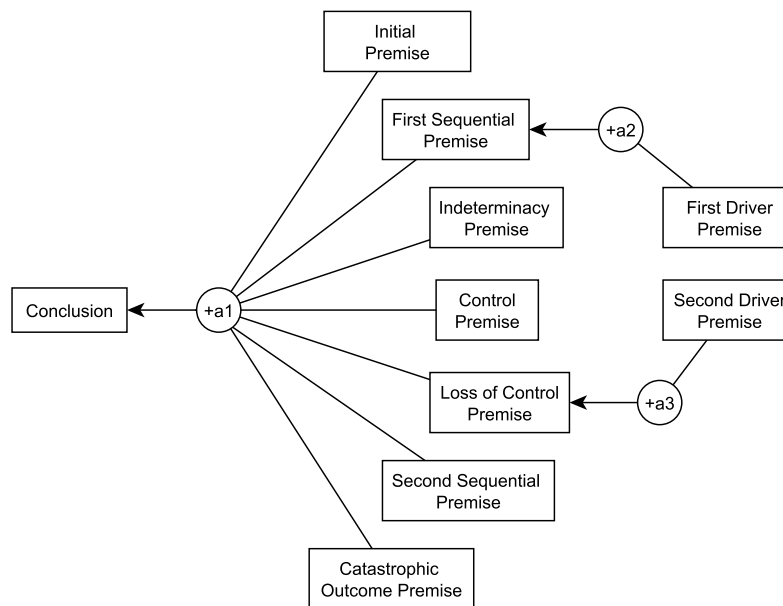 Initial
Premise
First Sequential
Premise
+a2
Indeterminacy
Premise
First Driver
Premise
Conclusion
+a1
Control
Premise
Second Driver
Premise
Loss of Control
Premise
+a3
Second Sequential
Premise
Catastrophic
Outcome Premise